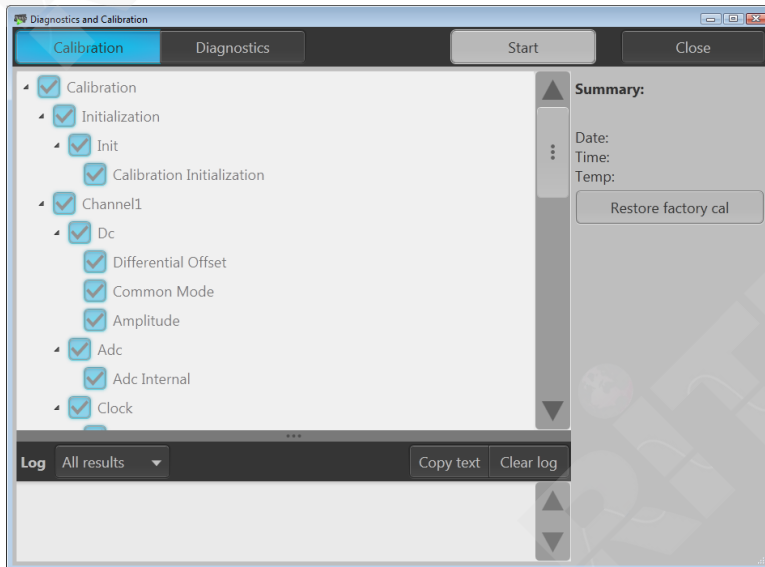 Diagnostics and Calibration
Calibration Diagnostics Start Close
Calibration
Initialization
Init
Calibration Initialization
Channel1
Dc
Differential Offset
Common Mode
Amplitude
Adc
Adc Internal
Clock
Summary:
Date:
Time:
Temp:
Restore factory cal
Log All results Copy text Clear log